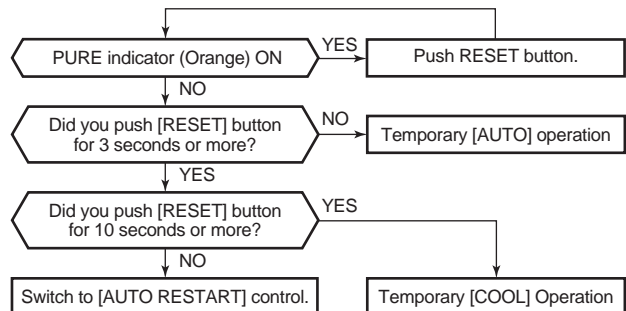 PURE indicator (Orange) ON
YES
Push RESET button.
NO
Did you push [RESET] button
for 3 seconds or more?
NO
Temporary [AUTO] operation
YES
Did you push [RESET] button
for 10 seconds or more?
YES
NO
Switch to [AUTO RESTART] control.
Temporary [COOL] Operation